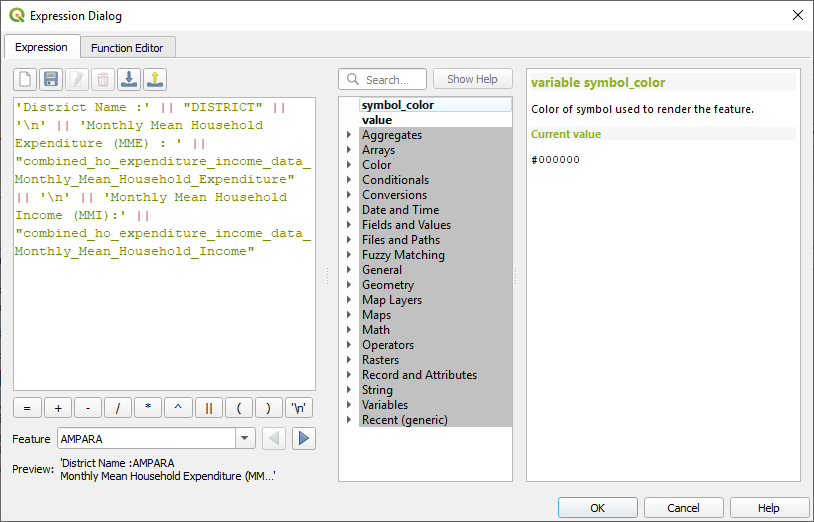 Expression Dialog
Expression
Function Editor
'District Name :' || "DISTRICT" ||
'\n' || 'Monthly Mean Household
Expenditure (MME) : ' ||
"combined_ho_expenditure_income_data_
Monthly_Mean_Household_Expenditure"
|| '\n' || 'Monthly Mean Household
Income (MMI):' ||
"combined_ho_expenditure_income_data_
Monthly_Mean_Household_Income"
= + - / * ^ || ( ) '\n'
Feature AMPARA
Preview: 'District Name :AMPARA
Monthly Mean Household Expenditure (MM...'
Search...
Show Help
symbol_color
value
Aggregates
Arrays
Color
Conditionals
Conversions
Date and Time
Fields and Values
Files and Paths
Fuzzy Matching
General
Geometry
Map Layers
Maps
Math
Operators
Rasters
Record and Attributes
String
Variables
Recent (generic)
variable symbol_color
Color of symbol used to render the feature.
Current value
#000000
OK
Cancel
Help